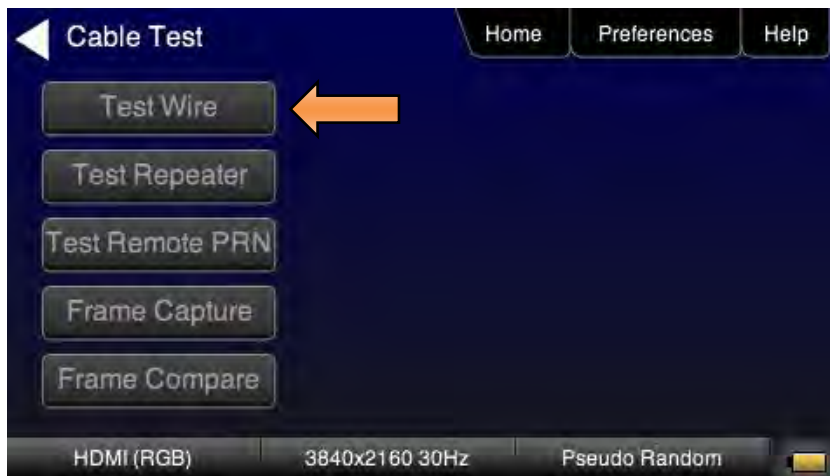 Cable Test
Home
Preferences
Help
Test Wire
Test Repeater
Test Remote PRN
Frame Capture
Frame Compare
HDMI (RGB)
3840x2160 30Hz
Pseudo Random